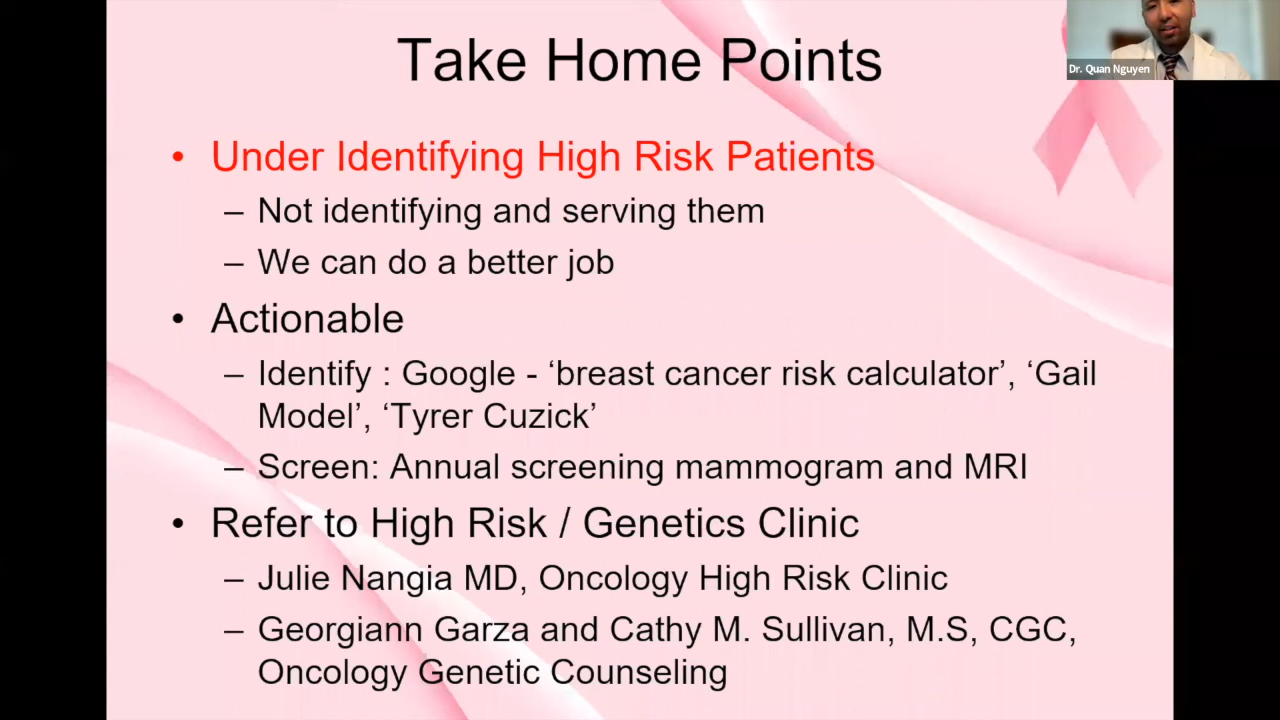 Take Home Points
Dr. Quan Nguyen
• Under Identifying High Risk Patients
– Not identifying and serving them
– We can do a better job
• Actionable
– Identify : Google - ‘breast cancer risk calculator’, ‘Gail
Model’, ‘Tyrer Cuzick’
– Screen: Annual screening mammogram and MRI
• Refer to High Risk / Genetics Clinic
– Julie Nangia MD, Oncology High Risk Clinic
– Georgiann Garza and Cathy M. Sullivan, M.S, CGC,
Oncology Genetic Counseling